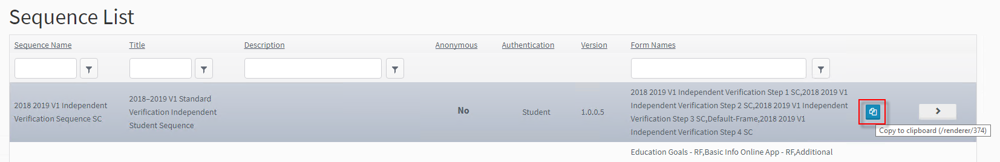 Sequence List
Sequence Name Title Description Anonymous Authentication Version Form Names
2018 2019 V1 Independent
Verification Sequence SC
2018–2019 V1 Standard
Verification Independent
Student Sequence
No
Student
1.0.0.5
2018 2019 V1 Independent Verification Step 1 SC,2018 2019 V1
Independent Verification Step 2 SC,2018 2019 V1 Independent
Verification Step 3 SC,Default-Frame,2018 2019 V1
Independent Verification Step 4 SC
Copy to clipboard (/renderer/374)
Education Goals - RF,Basic Info Online App - RF,Additional